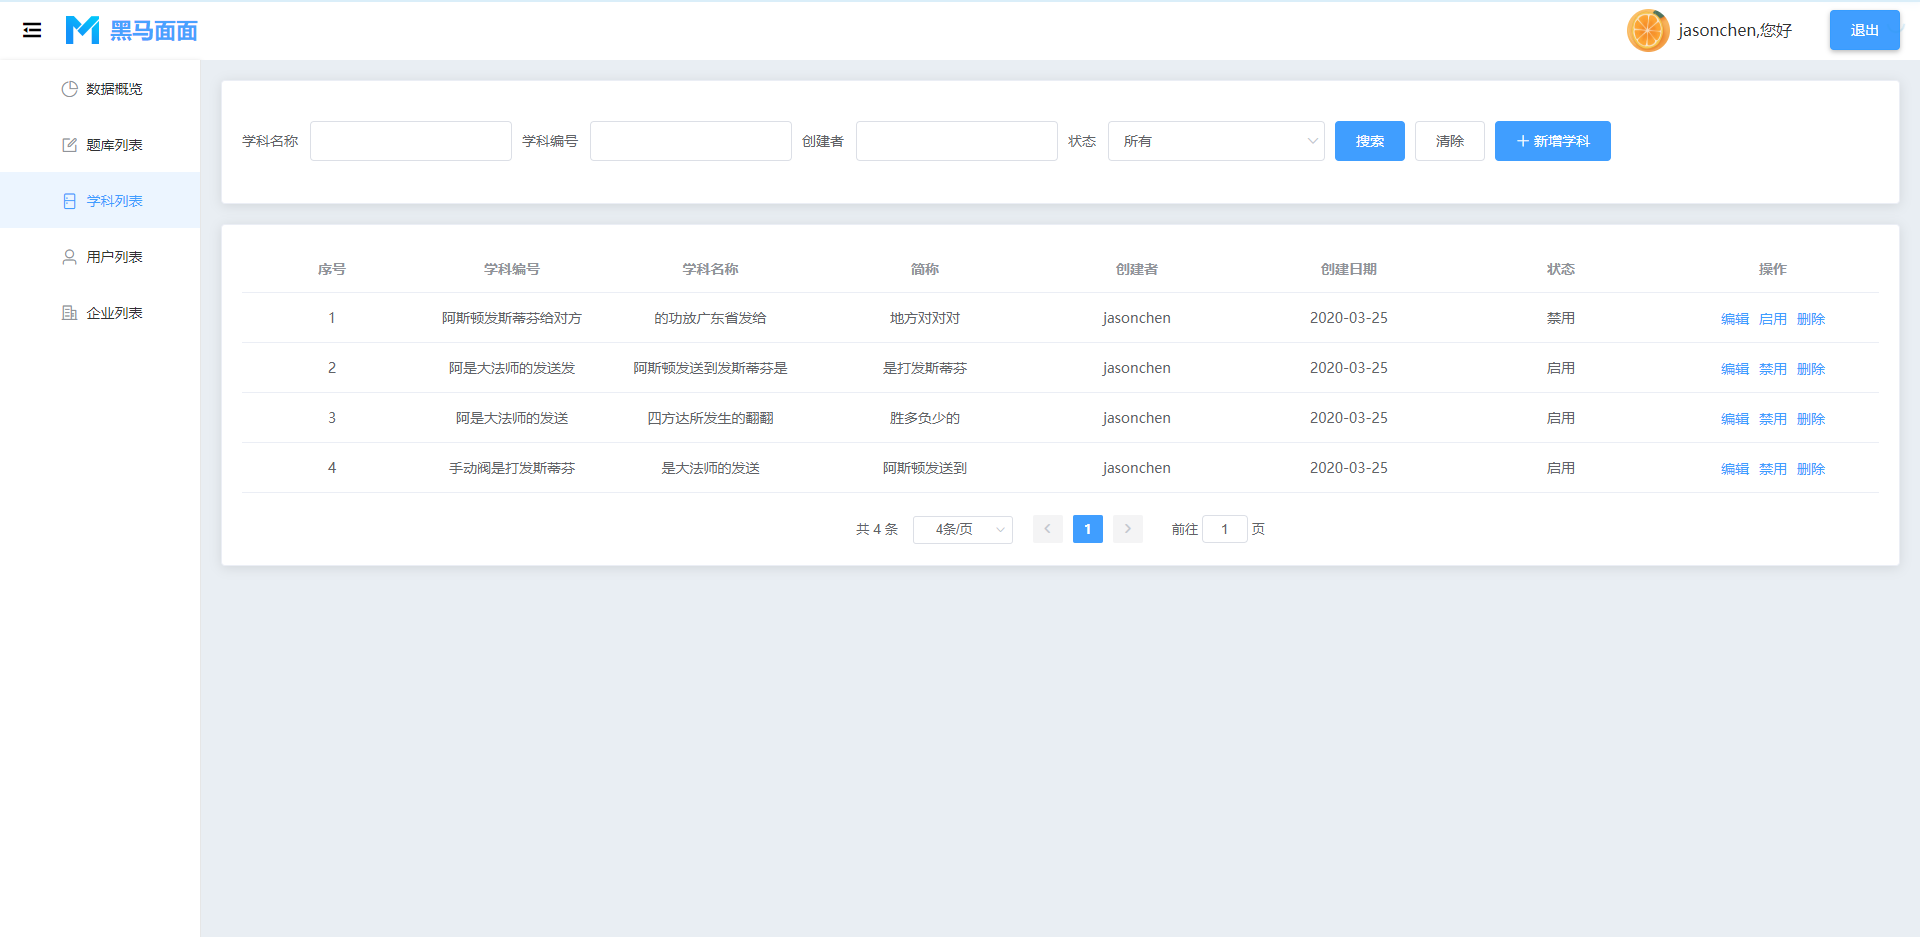 黑马面面
jasonchen,您好
退出
数据概览
题库列表
学科列表
用户列表
企业列表
学科名称 学科编号 创建者 状态 所有 搜索 清除 新增学科
序号 学科编号 学科名称 简称 创建者 创建日期 状态 操作
1 阿斯顿发斯蒂芬给对方 的功放广东省发给 地方对对对 jasonchen 2020-03-25 禁用 编辑 启用 删除
2 阿是大法师的发送发 阿斯顿发送到发斯蒂芬是 是打发斯蒂芬 jasonchen 2020-03-25 启用 编辑 禁用 删除
3 阿是大法师的发送 四方达所发生的翻翻 胜多负少的 jasonchen 2020-03-25 启用 编辑 禁用 删除
4 手动阀是打发斯蒂芬 是大法师的发送 阿斯顿发送到 jasonchen 2020-03-25 启用 编辑 禁用 删除
共 4 条 4条/页 1 前往 1 页